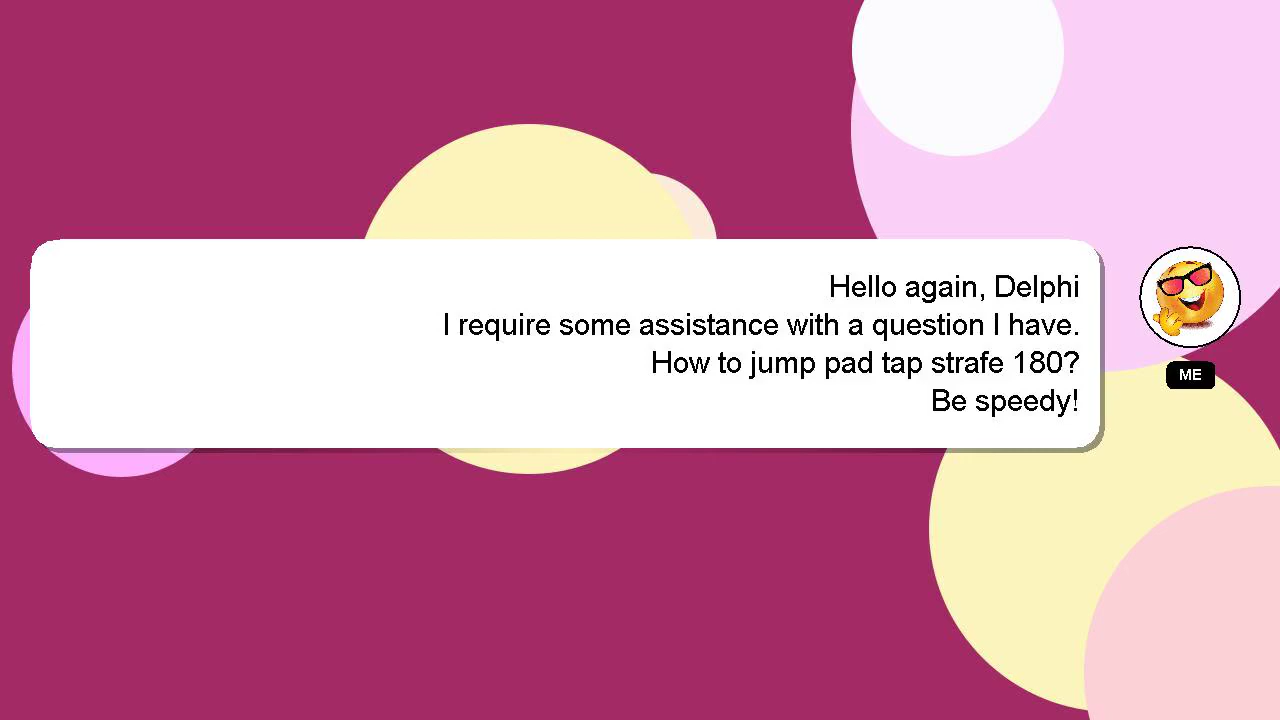 Hello again, Delphi
I require some assistance with a question I have.
How to jump pad tap strafe 180?
Be speedy!
ME